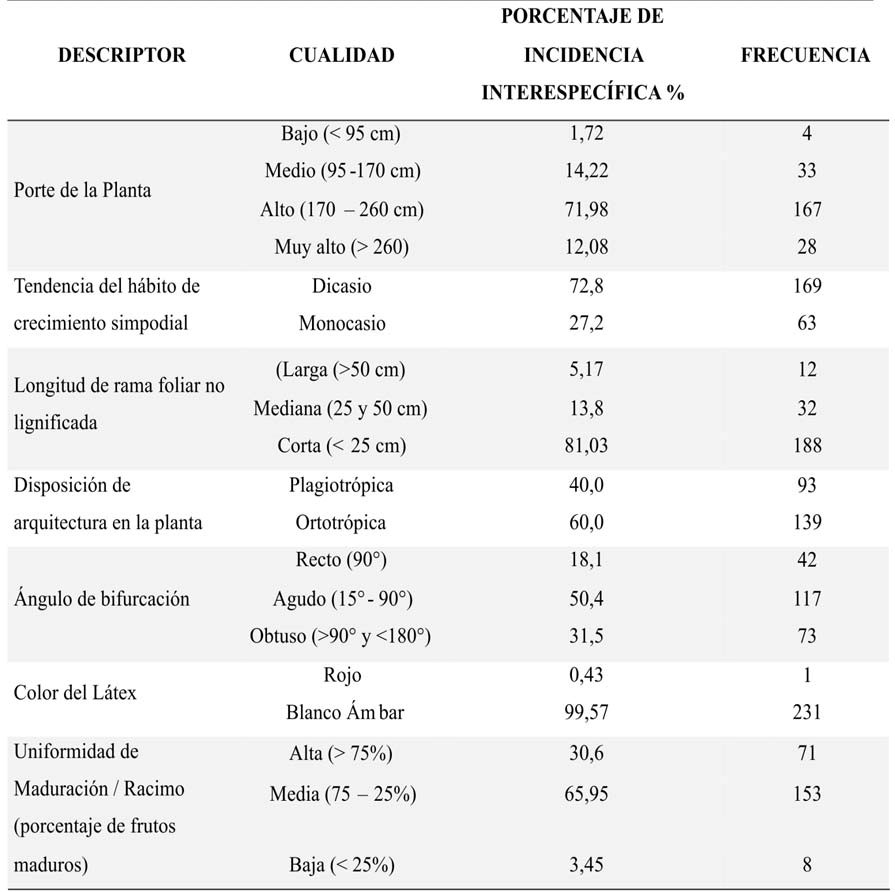 DESCRIPTOR CUALIDAD PORCENTAJE DE INCIDENCIA INTERESPECÍFICA % FRECUENCIA
Porte de la Planta
Bajo (< 95 cm) 1,72 4
Medio (95 -170 cm) 14,22 33
Alto (170 – 260 cm) 71,98 167
Muy alto (> 260) 12,08 28
Tendencia del hábito de crecimiento simpodial
Dicasio 72,8 169
Monocasio 27,2 63
Longitud de rama foliar no lignificada
(Larga (>50 cm) 5,17 12
Mediana (25 y 50 cm) 13,8 32
Corta (< 25 cm) 81,03 188
Disposición de arquitectura en la planta
Plagiotrópica 40,0 93
Ortotrópica 60,0 139
Ángulo de bifurcación
Recto (90°) 18,1 42
Agudo (15° - 90°) 50,4 117
Obtuso (>90° y <180°) 31,5 73
Color del Látex
Rojo 0,43 1
Blanco Ámbar 99,57 231
Uniformidad de Maduración / Racimo (porcentaje de frutos maduros)
Alta (> 75%) 30,6 71
Media (75 – 25%) 65,95 153
Baja (< 25%) 3,45 8